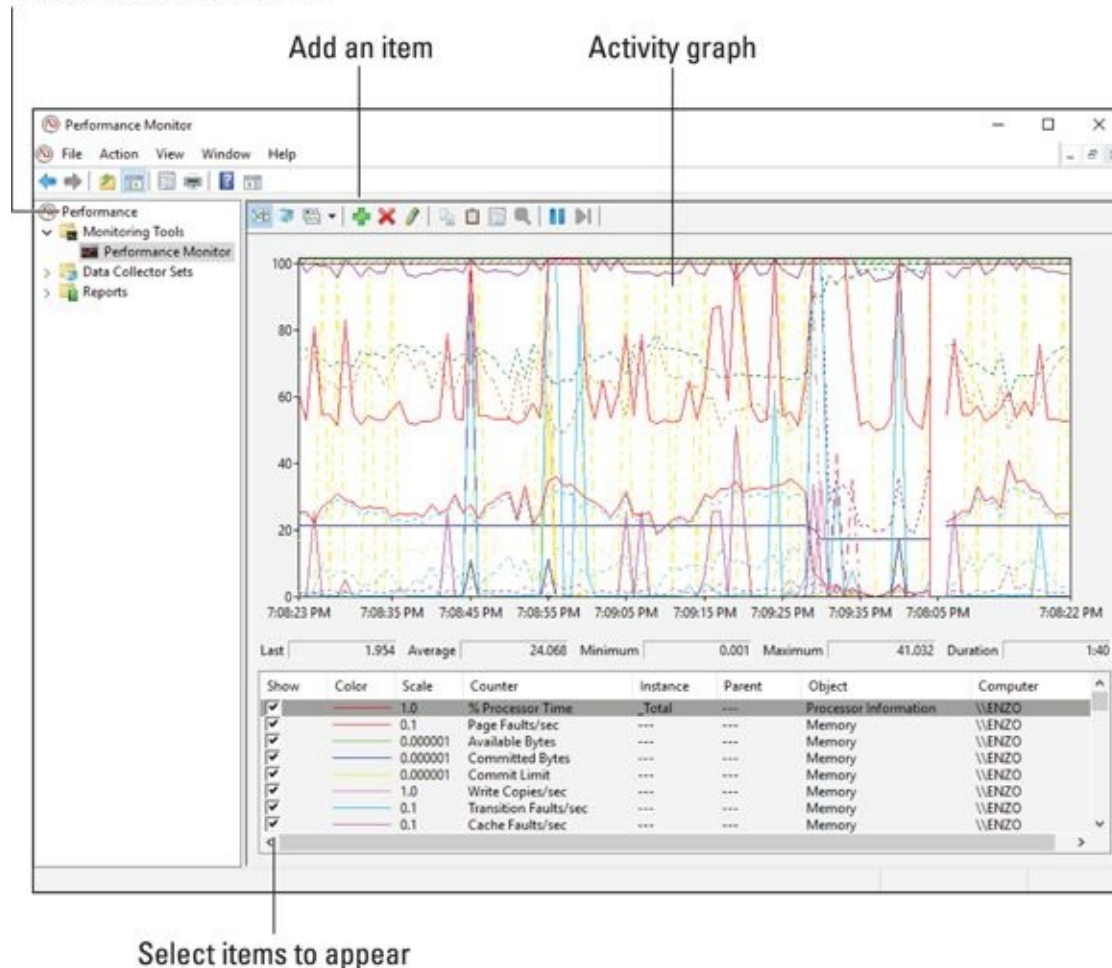 Add an item
Activity graph
Performance Monitor
File Action View Window Help
Performance
Monitoring Tools
Performance Monitor
Data Collector Sets
Reports
100
80
60
40
20
0
7:08:23 PM 7:08:35 PM 7:08:45 PM 7:08:55 PM 7:09:05 PM 7:09:15 PM 7:09:25 PM 7:09:35 PM 7:08:05 PM 7:08:22 PM
Last 1.954 Average 24.068 Minimum 0.001 Maximum 41.032 Duration 1:40
Show Color Scale Counter Instance Parent Object Computer
1.0 % Processor Time _Total --- Processor Information \\ENZO
0.1 Page Faults/sec --- --- Memory \\ENZO
0.000001 Available Bytes --- --- Memory \\ENZO
0.000001 Committed Bytes --- --- Memory \\ENZO
0.000001 Commit Limit --- --- Memory \\ENZO
1.0 Write Copies/sec --- --- Memory \\ENZO
0.1 Transition Faults/sec --- --- Memory \\ENZO
0.1 Cache Faults/sec --- --- Memory \\ENZO
Select items to appear